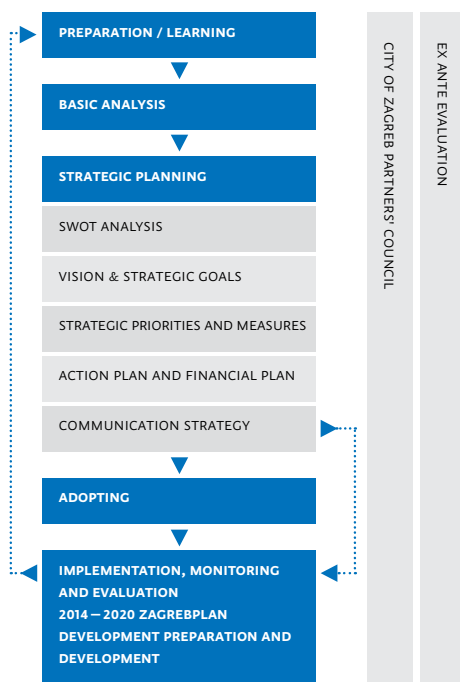 PREPARATION / LEARNING
BASIC ANALYSIS
STRATEGIC PLANNING
SWOT ANALYSIS
VISION & STRATEGIC GOALS
STRATEGIC PRIORITIES AND MEASURES
ACTION PLAN AND FINANCIAL PLAN
COMMUNICATION STRATEGY
ADOPTING
IMPLEMENTATION, MONITORING
AND EVALUATION
2014 – 2020 ZAGREBPLAN
DEVELOPMENT PREPARATION AND
DEVELOPMENT
CITY OF ZAGREB PARTNERS' COUNCIL
EX ANTE EVALUATION